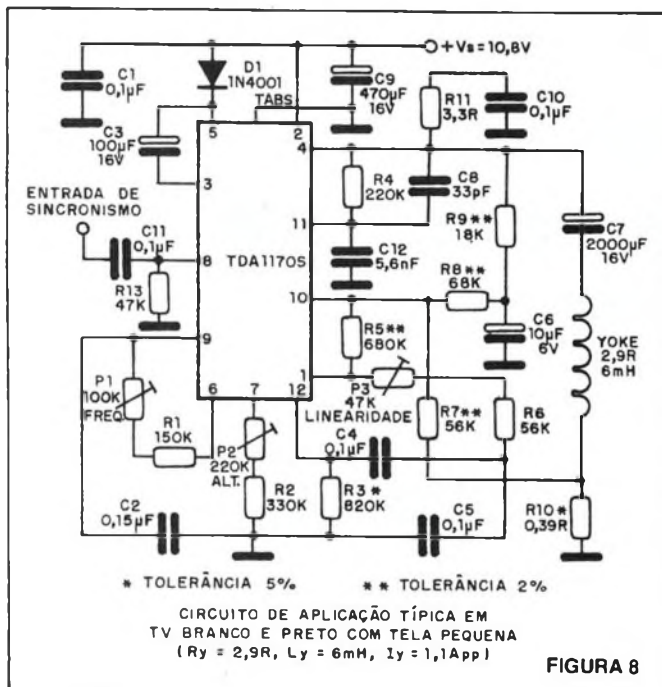 +Vs = 10,8V
C1
0,1µF
D1
1N4001
TABS
C9
470µF
16V
R11
3,3R
C10
0,1µF
C3
100µF
16V
5
2
4
3
R4
220K
C8
33pF
ENTRADA DE
SINCRONISMO
11
R9**
18K
C7
2000µF
16V
C11
0,1µF
8
TDA1170S
C12
5,6nF
R8**
68K
R13
47K
10
9
R5**
680K
C6
10µF
6V
YOKE
2,9R
6mH
P1
100K
FREQ.
6
7
12
1
P3
47K
LINEARIDADE
R7**
56K
R6
56K
R1
150K
P2
220K
ALT.
C4
0,1µF
C2
0,15µF
R2
330K
R3*
820K
C5
0,1µF
R10*
0,39R
* TOLERÂNCIA 5%
** TOLERÂNCIA 2%
CIRCUITO DE APLICAÇÃO TÍPICA EM
TV BRANCO E PRETO COM TELA PEQUENA
(Ry = 2,9R, Ly = 6mH, Iy = 1,1App)
FIGURA 8